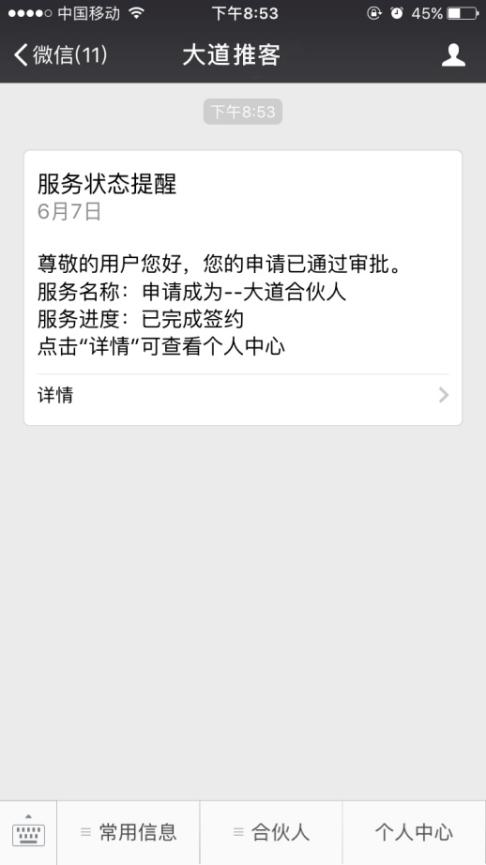 中国移动 下午8:53 45%
微信(11) 大道推客
下午8:53
服务状态提醒
6月7日
尊敬的用户您好，您的申请已通过审批。
服务名称：申请成为--大道合伙人
服务进度：已完成签约
点击“详情”可查看个人中心
详情
常用信息 合伙人 个人中心